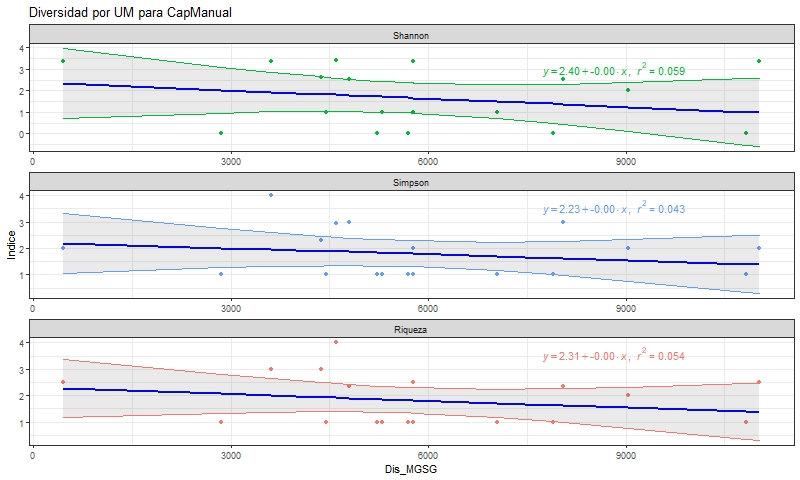 Diversidad por UM para CapManual
Shannon
4
3
2
1
0
y = 2.40 + -0.00 · x, r² = 0.059
0 3000 6000 9000
Indice
Simpson
4
3
2
1
y = 2.23 + -0.00 · x, r² = 0.043
0 3000 6000 9000
Riqueza
4
3
2
1
y = 2.31 + -0.00 · x, r² = 0.054
0 3000 6000 9000
Dis_MGSG